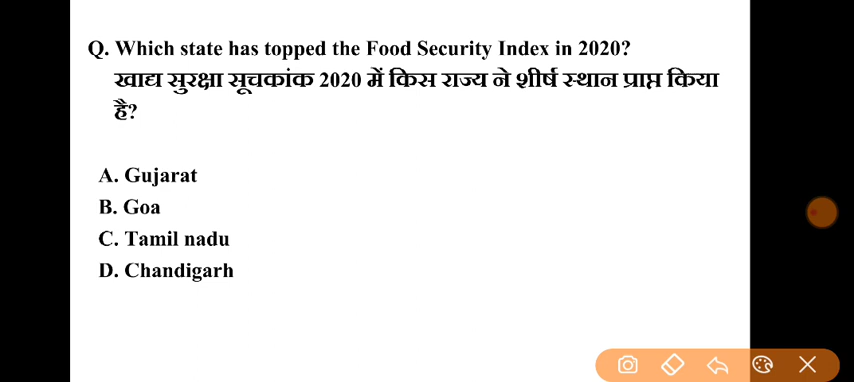 Q. Which state has topped the Food Security Index in 2020?
खाद्य सुरक्षा सूचकांक 2020 में किस राज्य ने शीर्ष स्थान प्राप्त किया
है?
A. Gujarat
B. Goa
C. Tamil nadu
D. Chandigarh